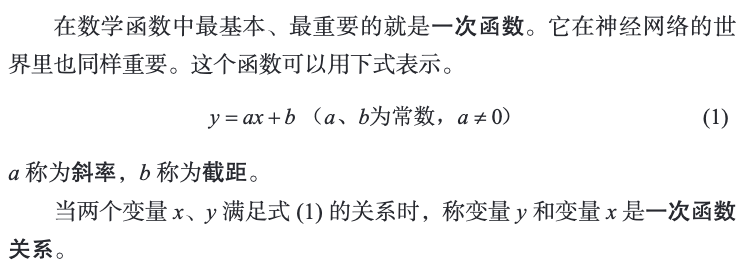 在数学函数中最基本、最重要的就是一次函数。它在神经网络的世
界里也同样重要。这个函数可以用下式表示。
y = ax + b （a、b为常数，a ≠ 0） (1)
a 称为斜率，b 称为截距。
当两个变量 x、y 满足式 (1) 的关系时，称变量 y 和变量 x 是一次函数
关系。